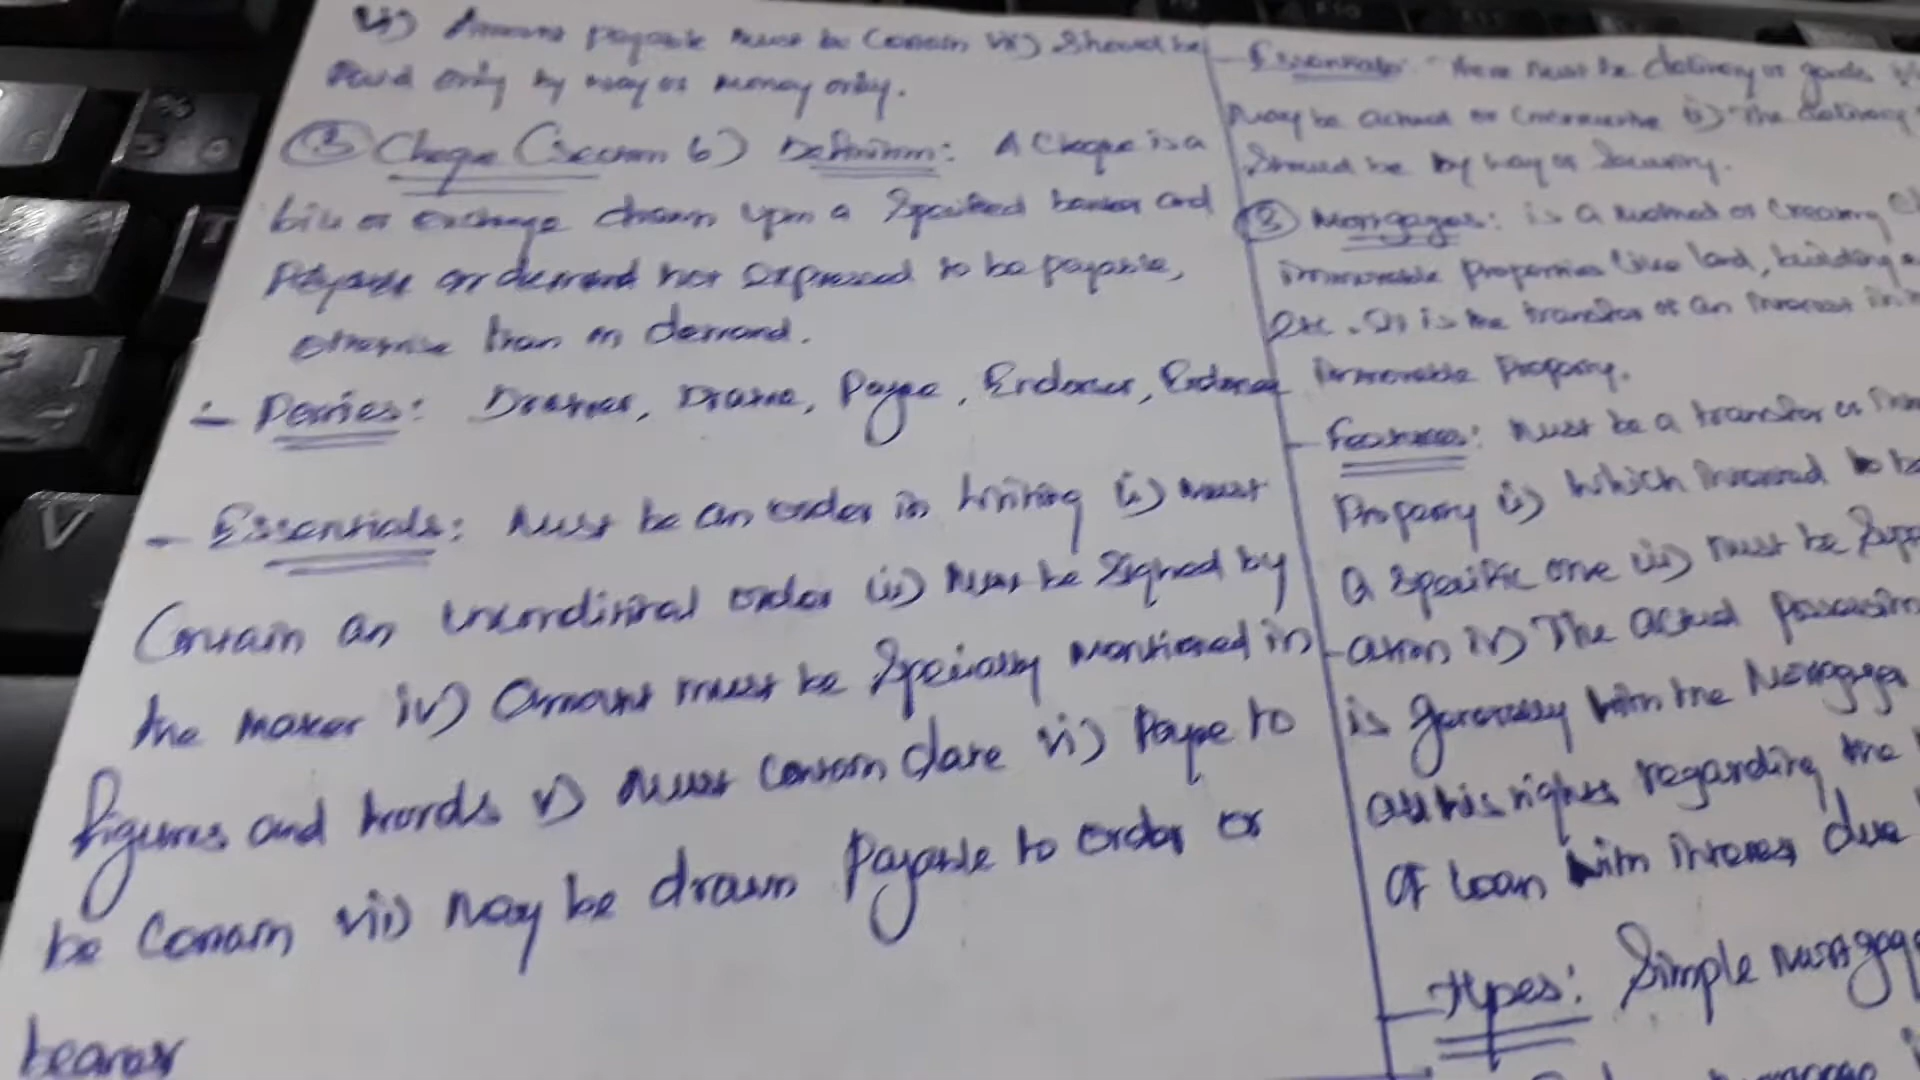 vi) Amount payable must be Contain vii) Should be
Paid only by way of money only.
③ Cheque (Section 6) Definition: A Cheque is a
bill of exchange drawn upon a Specified banker and
Payable on demand not expressed to be payable,
otherwise than on demand.
- Parties: Drawer, Drawee, Payee, Endorser, Endorsee
- Essentials: Must be an order in Writing ii) Must
Contain an unconditional order iii) Must be Signed by
the maker iv) Amount must be Specially mentioned in
figures and words v) Must Contain date vi) Payee to
be Contain vii) May be drawn Payable to order or
bearer
- Essentials: There must be delivery of goods
May be actual or Constructive ii) The delivery
Should be by way of Security.
③ Mortgages: is a method of Creating
immovable Properties like land, building
etc. It is the transfer of an interest in
immovable Property.
- Features: Must be a transfer of
Property ii) Which interest to be
a Specific one iii) Must be
-ation iv) The actual possession
is generally with the Mortgager
all his rights regarding the
of loan with interest due
- Types: Simple mortgage